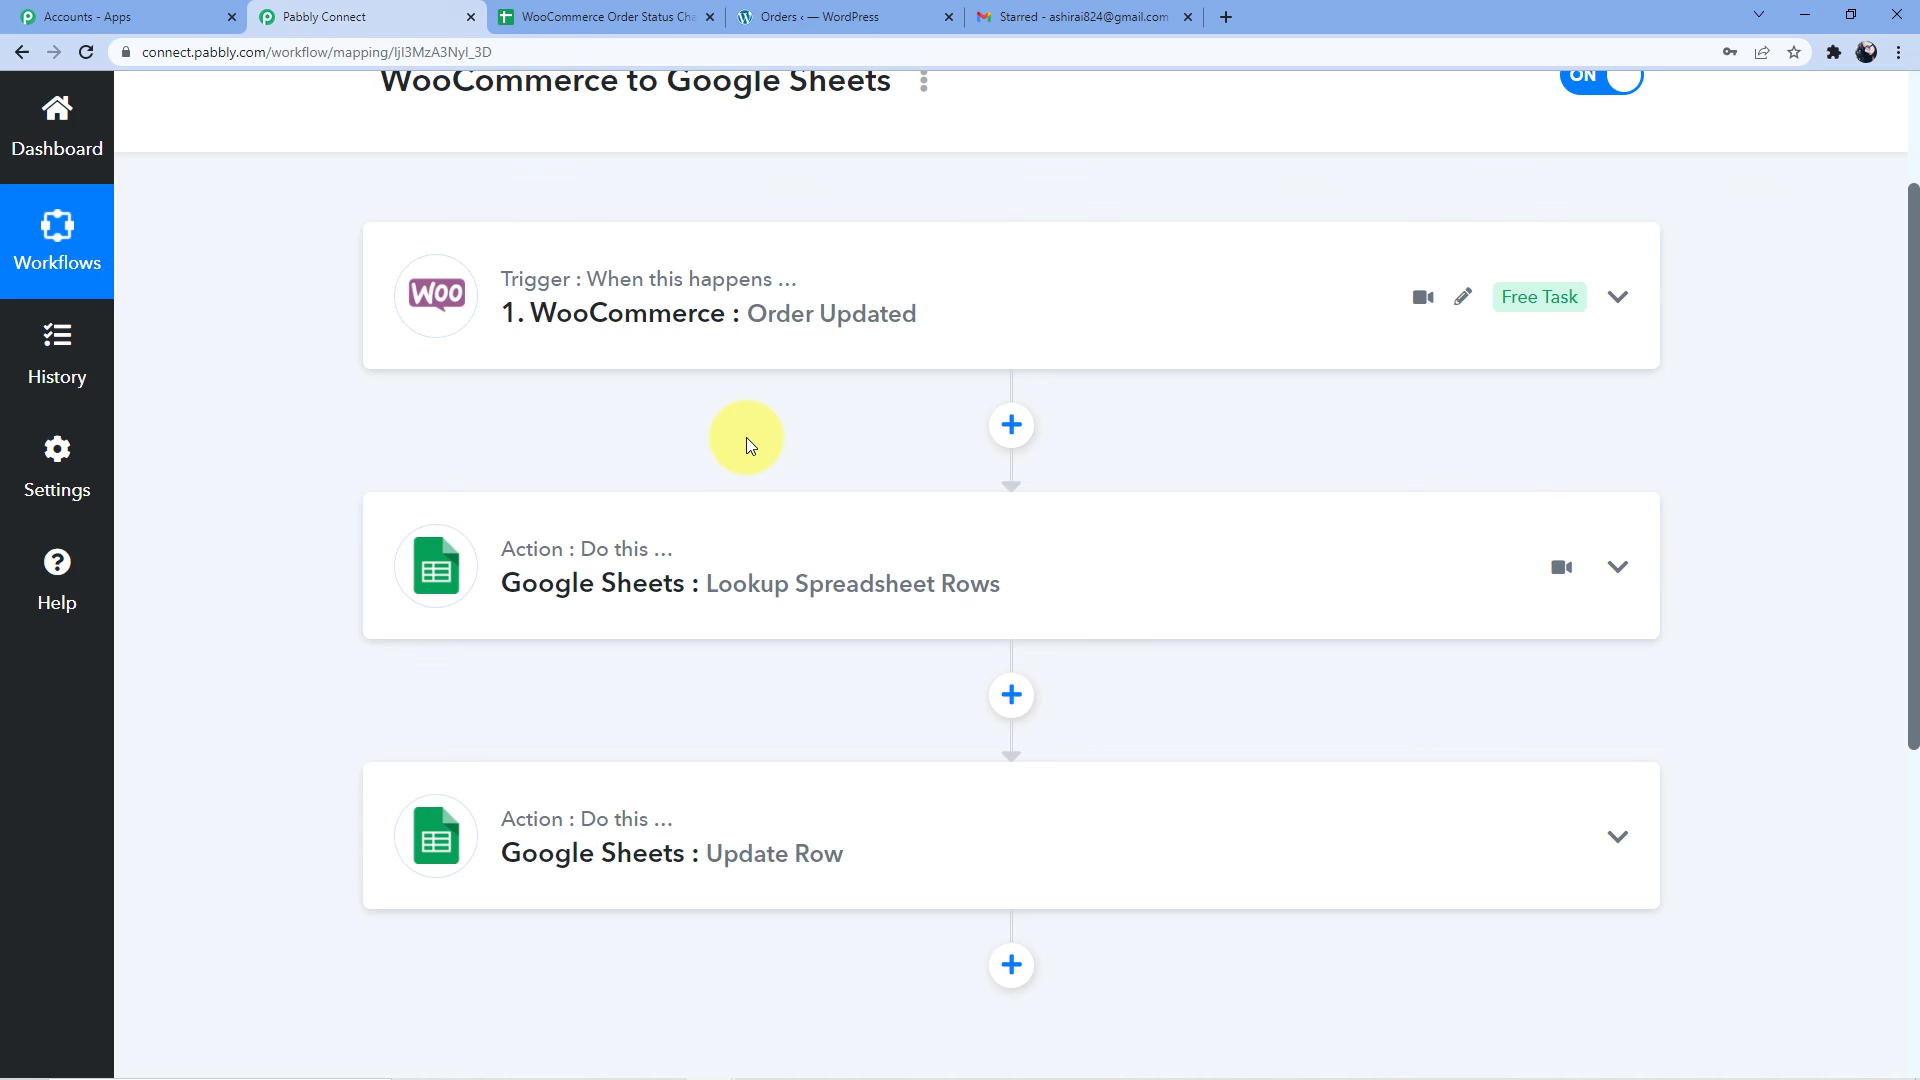 Accounts - Apps
Pabbly Connect
WooCommerce Order Status Cha
Orders ‹ — WordPress
Starred - ashirai824@gmail.com
connect.pabbly.com/workflow/mapping/IjI3MzA3NyI_3D
WooCommerce to Google Sheets
ON
Dashboard
Workflows
History
Settings
Help
WOO
Trigger : When this happens ...
1. WooCommerce : Order Updated
Free Task
Action : Do this ...
Google Sheets : Lookup Spreadsheet Rows
Action : Do this ...
Google Sheets : Update Row